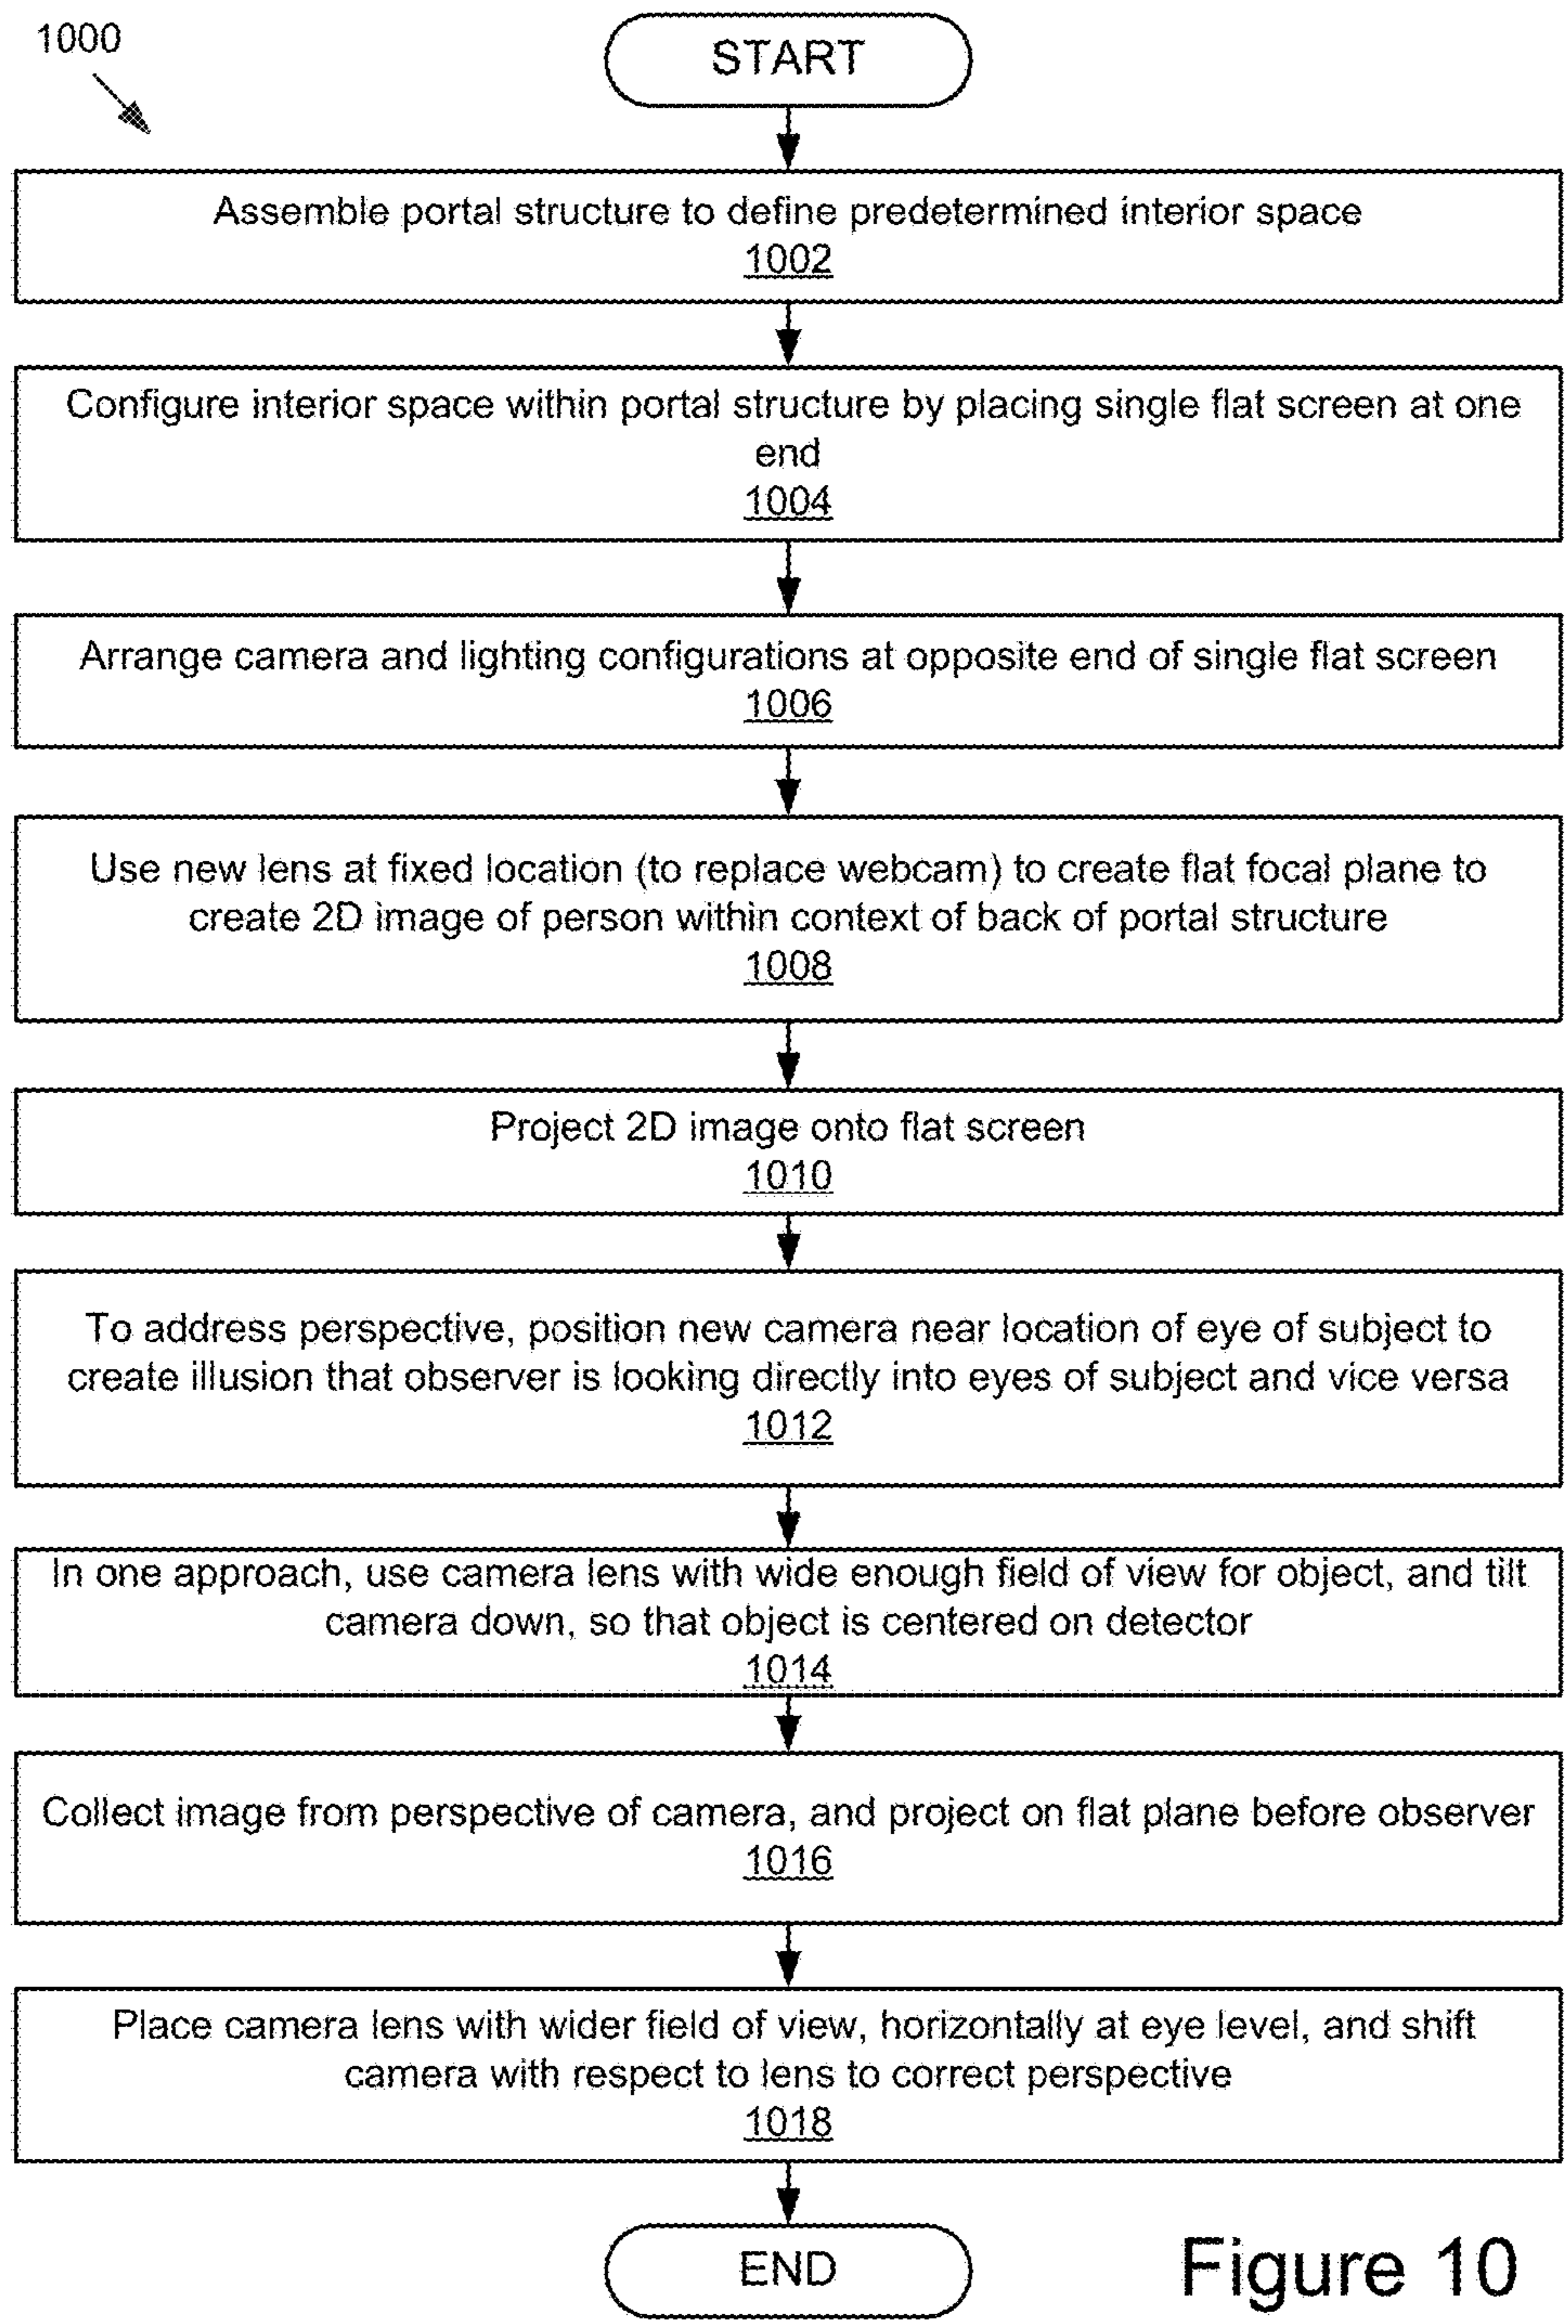 1000
START
Assemble portal structure to define predetermined interior space
1002
Configure interior space within portal structure by placing single flat screen at one
end
1004
Arrange camera and lighting configurations at opposite end of single flat screen
1006
Use new lens at fixed location (to replace webcam) to create flat focal plane to
create 2D image of person within context of back of portal structure
1008
Project 2D image onto flat screen
1010
To address perspective, position new camera near location of eye of subject to
create illusion that observer is looking directly into eyes of subject and vice versa
1012
In one approach, use camera lens with wide enough field of view for object, and tilt
camera down, so that object is centered on detector
1014
Collect image from perspective of camera, and project on flat plane before observer
1016
Place camera lens with wider field of view, horizontally at eye level, and shift
camera with respect to lens to correct perspective
1018
END
Figure 10